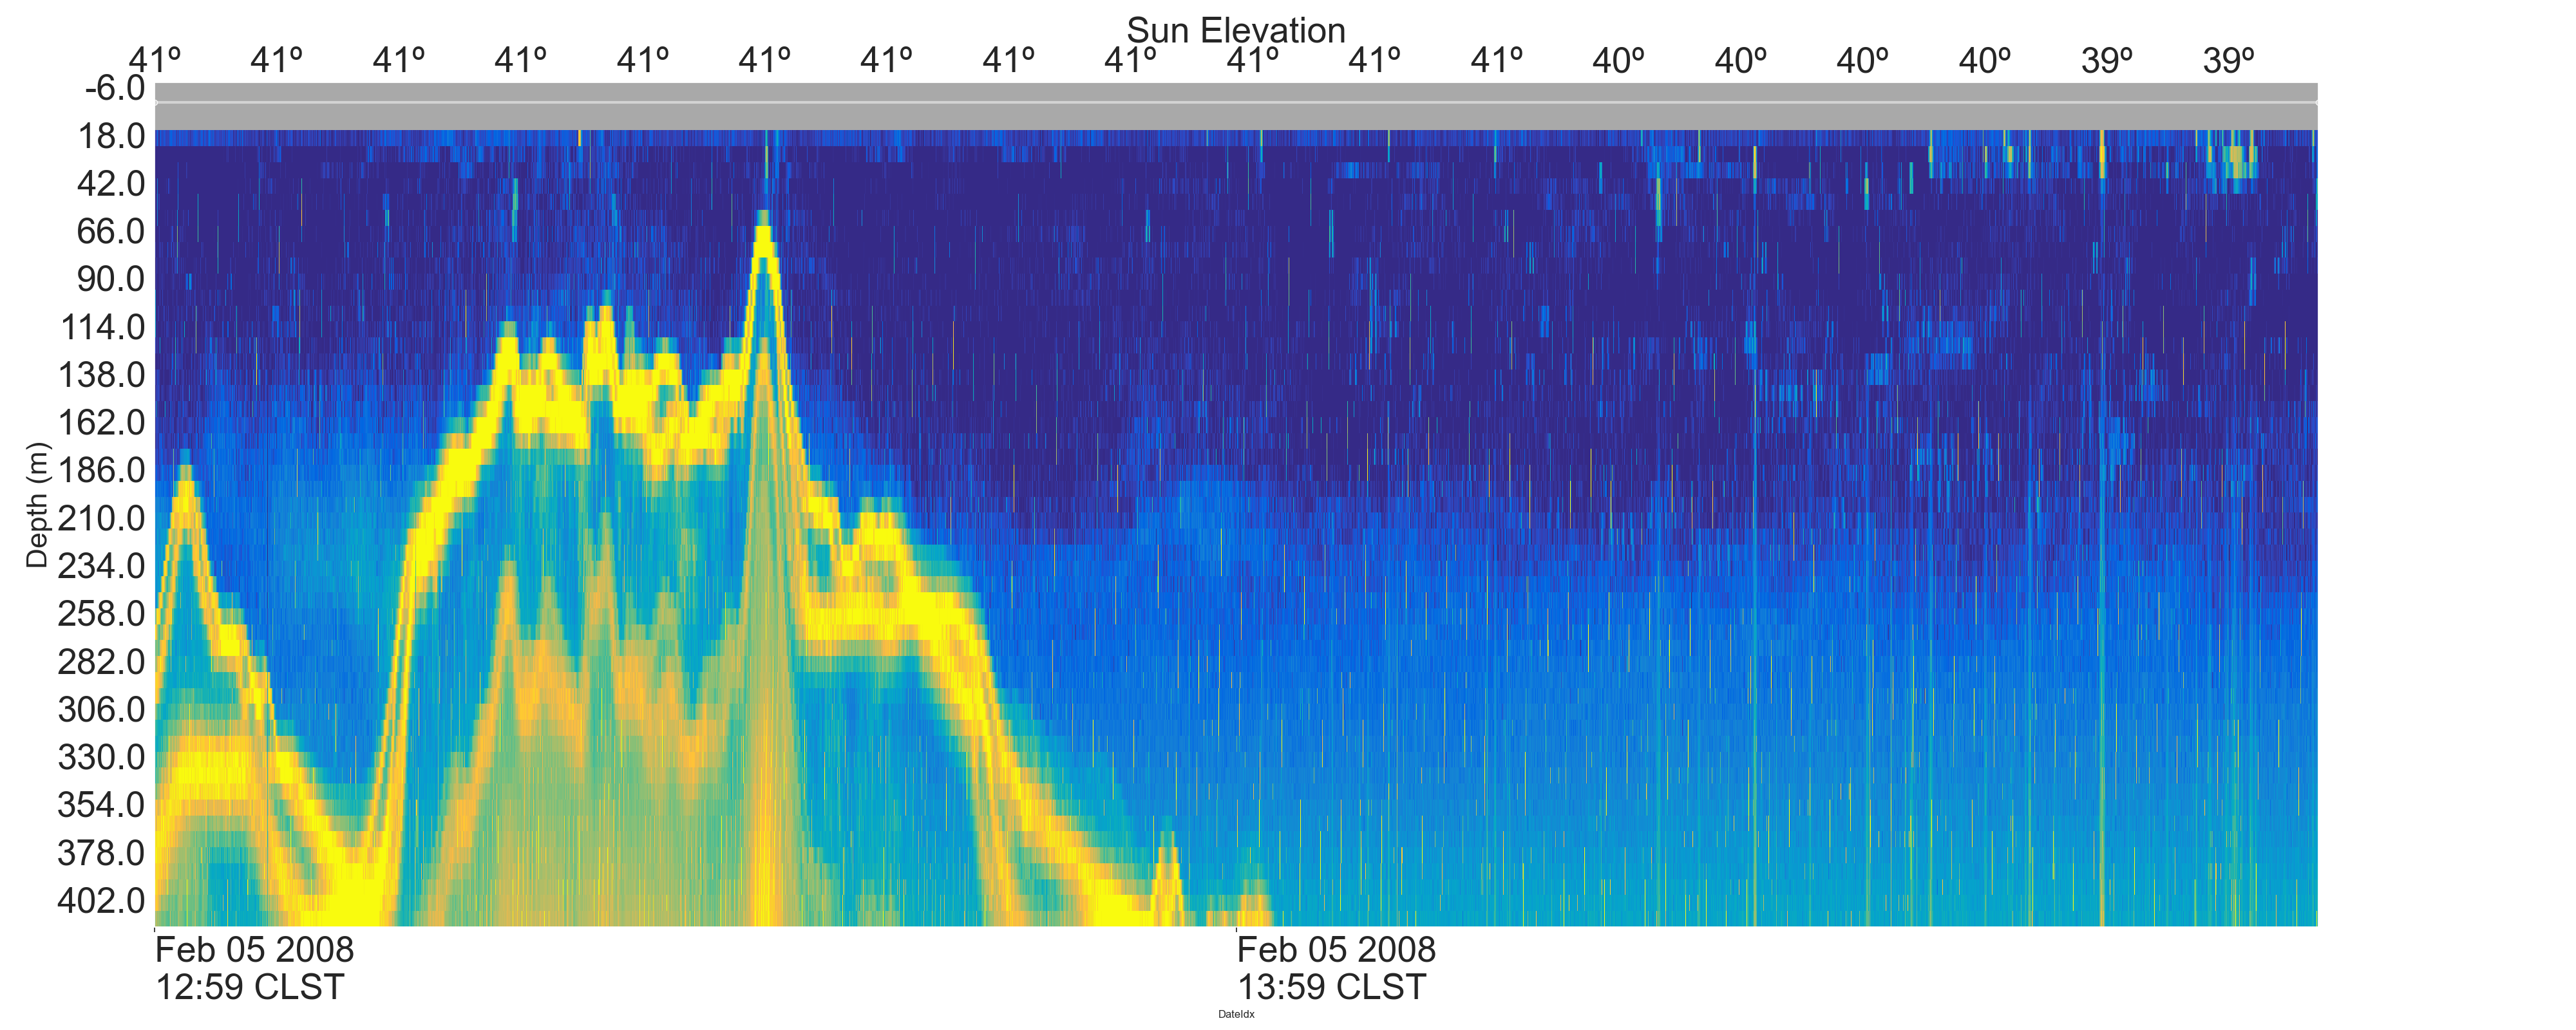 Sun Elevation
41º 41º 41º 41º 41º 41º 41º 41º 41º 41º 41º 41º 40º 40º 40º 40º 39º 39º
-6.0
18.0
42.0
66.0
90.0
114.0
138.0
162.0
186.0
210.0
234.0
258.0
282.0
306.0
330.0
354.0
378.0
402.0
Depth (m)
Feb 05 2008
12:59 CLST
Feb 05 2008
13:59 CLST
DateIdx